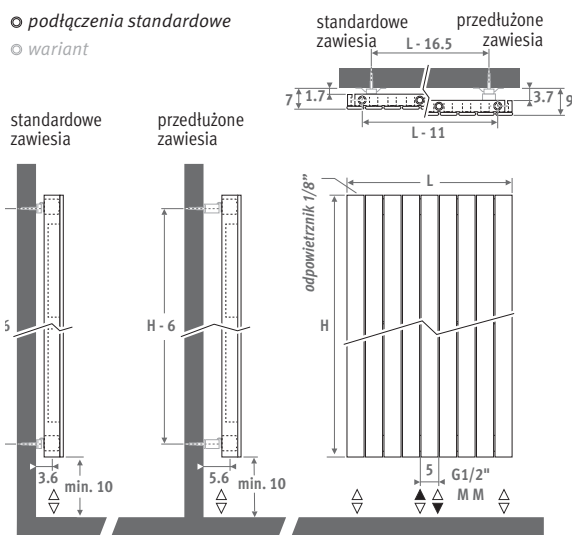 podłączenia standardowe
wariant
standardowe
zawiesia
przedłużone
zawiesia
L - 16.5
7
1.7
3.7
9
L - 11
standardowe
zawiesia
przedłużone
zawiesia
odpowietrznik 1/8"
L
6
H - 6
H
3.6
min. 10
5.6
min. 10
5
G1/2"
M M